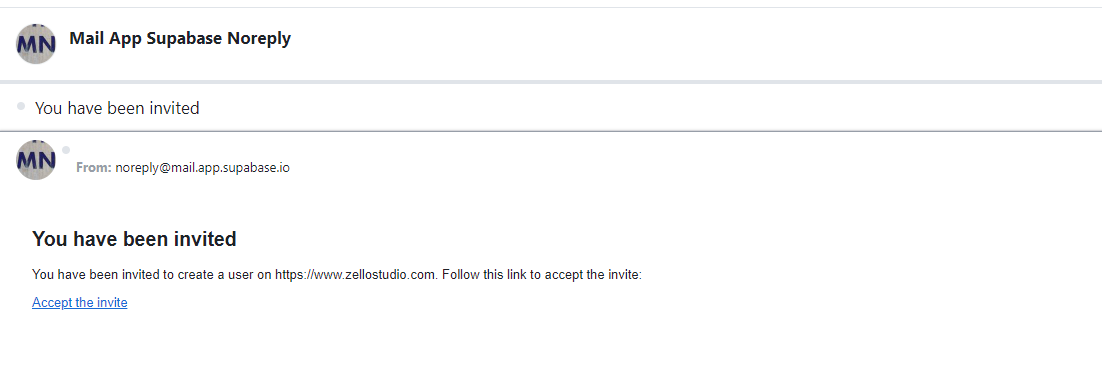 MN
Mail App Supabase Noreply
You have been invited
MN
From: noreply@mail.app.supabase.io
You have been invited
You have been invited to create a user on https://www.zellostudio.com. Follow this link to accept the invite:
Accept the invite